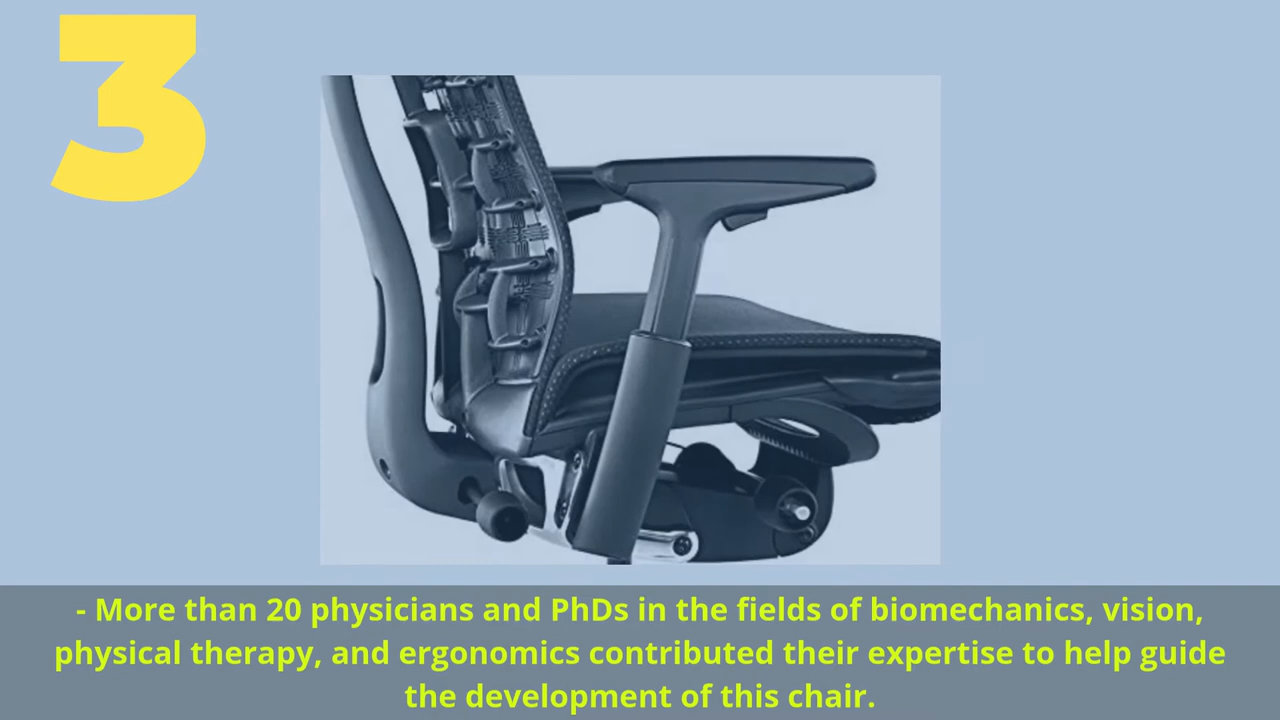 3
- More than 20 physicians and PhDs in the fields of biomechanics, vision,
physical therapy, and ergonomics contributed their expertise to help guide
the development of this chair.